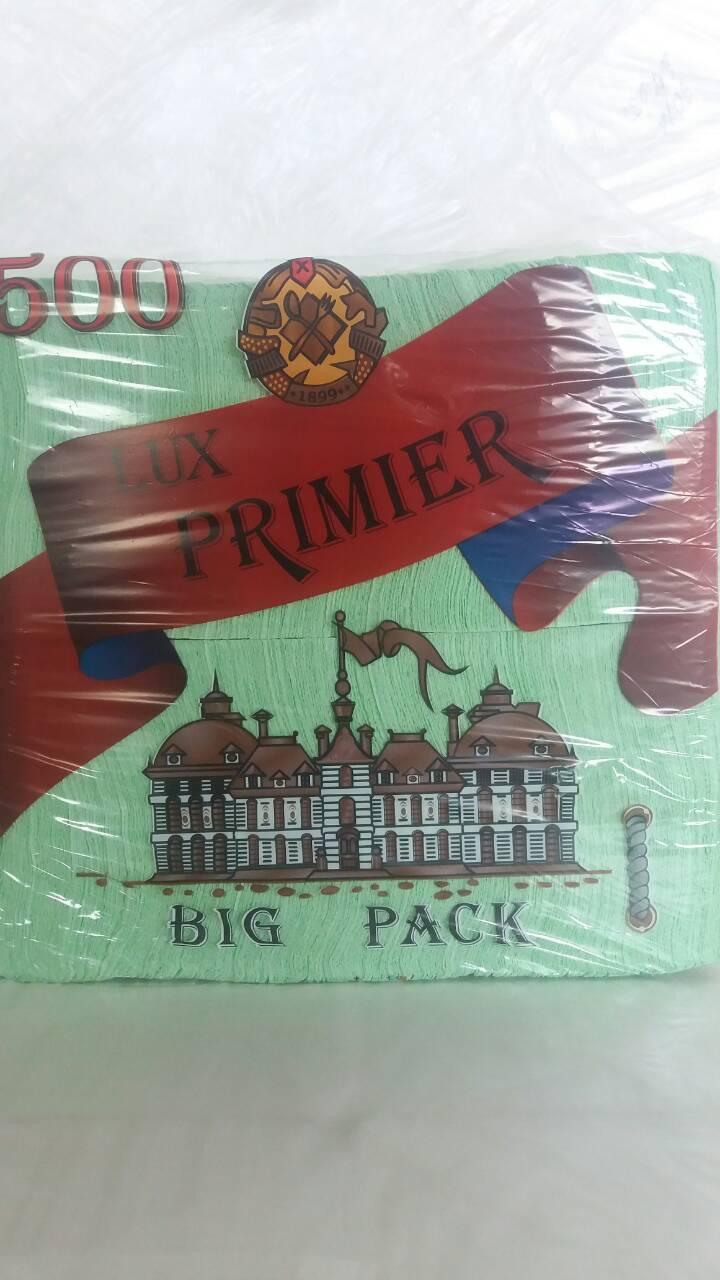 500
1899
LUX
PRIMIER
BIG PACK